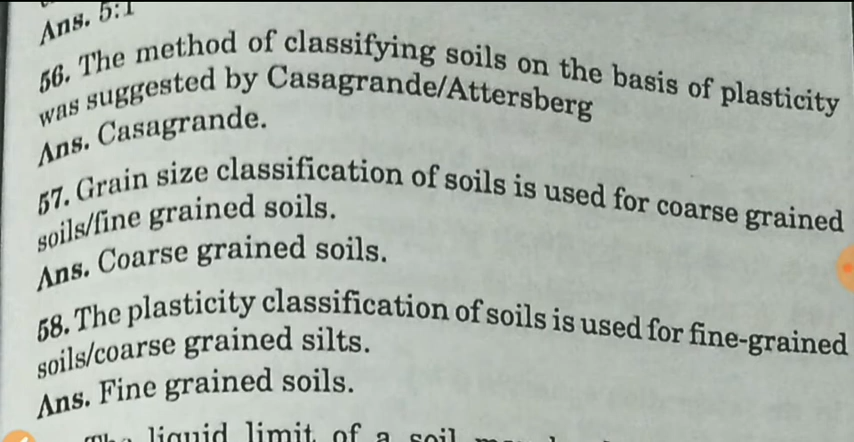 Ans. 5:1
56. The method of classifying soils on the basis of plasticity
was suggested by Casagrande/Attersberg
Ans. Casagrande.
57. Grain size classification of soils is used for coarse grained
soils/fine grained soils.
Ans. Coarse grained soils.
58. The plasticity classification of soils is used for fine-grained
soils/coarse grained silts.
Ans. Fine grained soils.
liquid limit of a soil